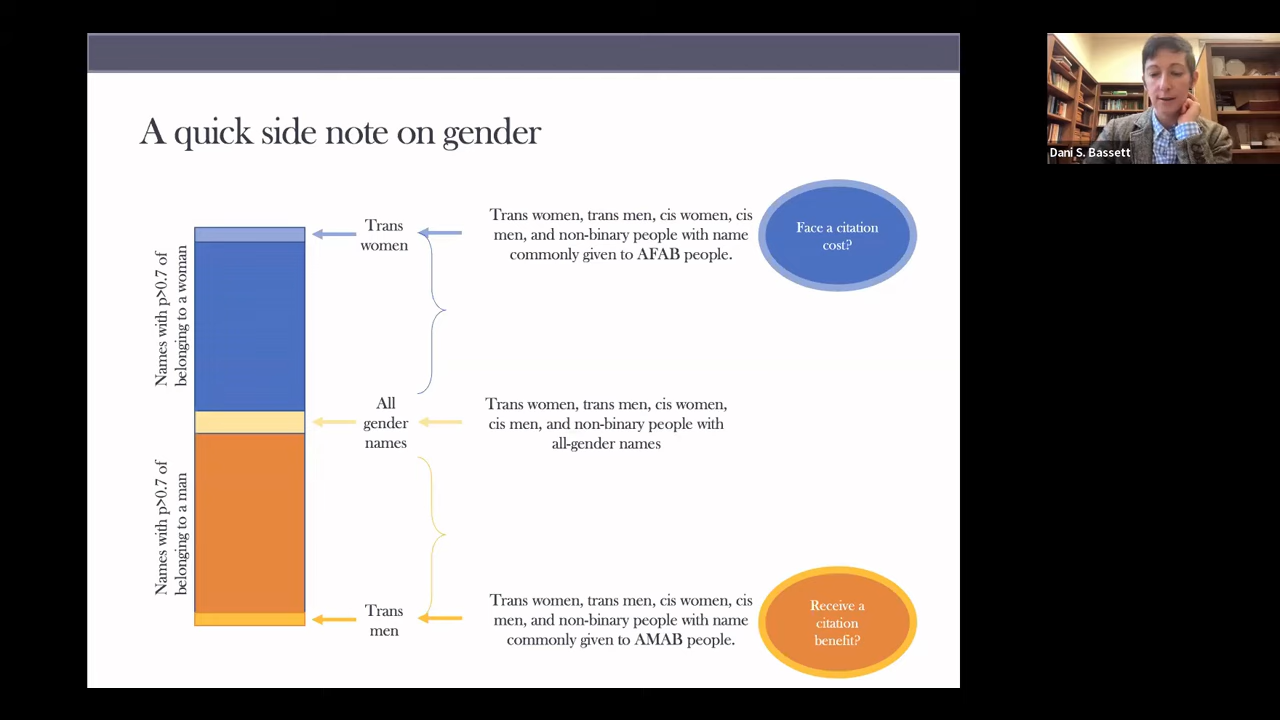 A quick side note on gender
Names with p>0.7 of
belonging to a woman
Trans
women
Trans women, trans men, cis women, cis
men, and non-binary people with name
commonly given to AFAB people.
Face a citation
cost?
All
gender
names
Trans women, trans men, cis women,
cis men, and non-binary people with
all-gender names
Names with p>0.7 of
belonging to a man
Trans
men
Trans women, trans men, cis women, cis
men, and non-binary people with name
commonly given to AMAB people.
Receive a
citation
benefit?
Dani S. Bassett